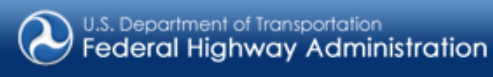 U.S. Department of Transportation
Federal Highway Administration